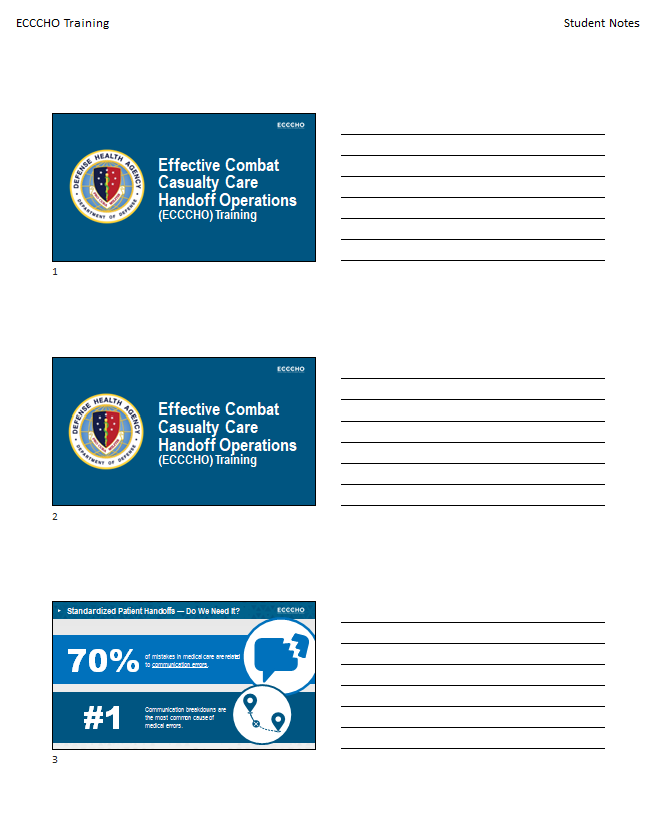 ECCCHO Training
Student Notes
ECCCHO
DEFENSE HEALTH AGENCY
DEPARTMENT OF DEFENSE
Effective Combat
Casualty Care
Handoff Operations
(ECCCHO) Training
1
ECCCHO
DEFENSE HEALTH AGENCY
DEPARTMENT OF DEFENSE
Effective Combat
Casualty Care
Handoff Operations
(ECCCHO) Training
2
Standardized Patient Handoffs — Do We Need It?
ECCCHO
70%
of mistakes in medical care are related
to communication errors.
#1
Communication breakdowns are
the most common cause of
medical errors.
3